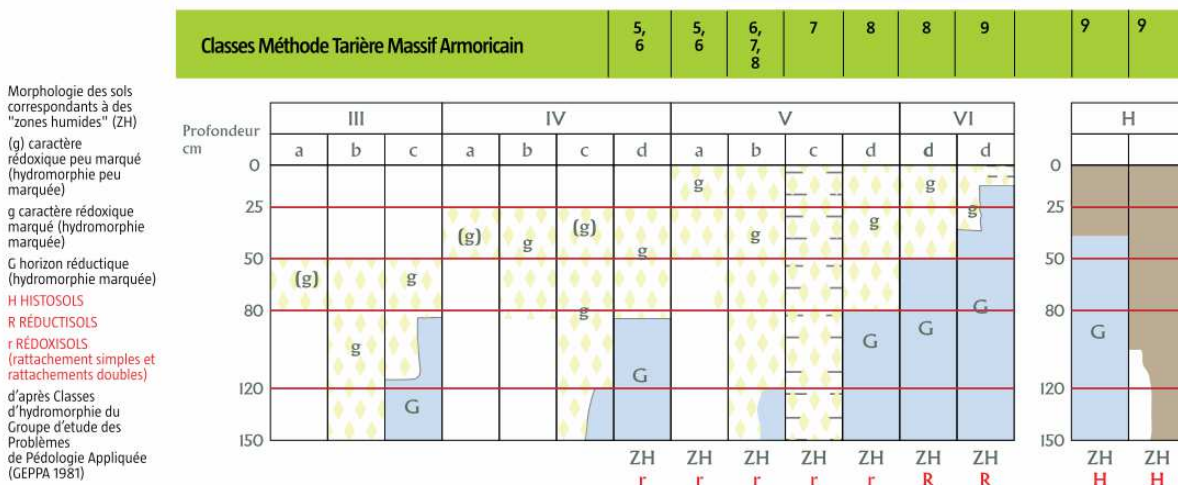 Classes Méthode Tarière Massif Armoricain
5, 6
5, 6
6, 7, 8
7
8
8
9
9
9
Morphologie des sols
correspondants à des
"zones humides" (ZH)
(g) caractère
rédoxique peu marqué
(hydromorphie peu
marquée)
g caractère rédoxique
marqué (hydromorphie
marquée)
G horizon réductique
(hydromorphie marquée)
H HISTOSOLS
R RÉDUCTISOLS
r RÉDOXISOLS
(rattachement simples et
rattachements doubles)
d'après Classes
d'hydromorphie du
Groupe d'etude des
Problèmes
de Pédologie Appliquée
(GEPPA 1981)
Profondeur
cm
III IV V VI H
a b c a b c d a b c d d d
0 0
g g g
25 25
(g) g (g) g g g g
50 50
(g) g
80 80
g G
g G G G G
120 120
G
150 150
ZH ZH ZH ZH ZH ZH ZH ZH ZH
r r r r r R R H H